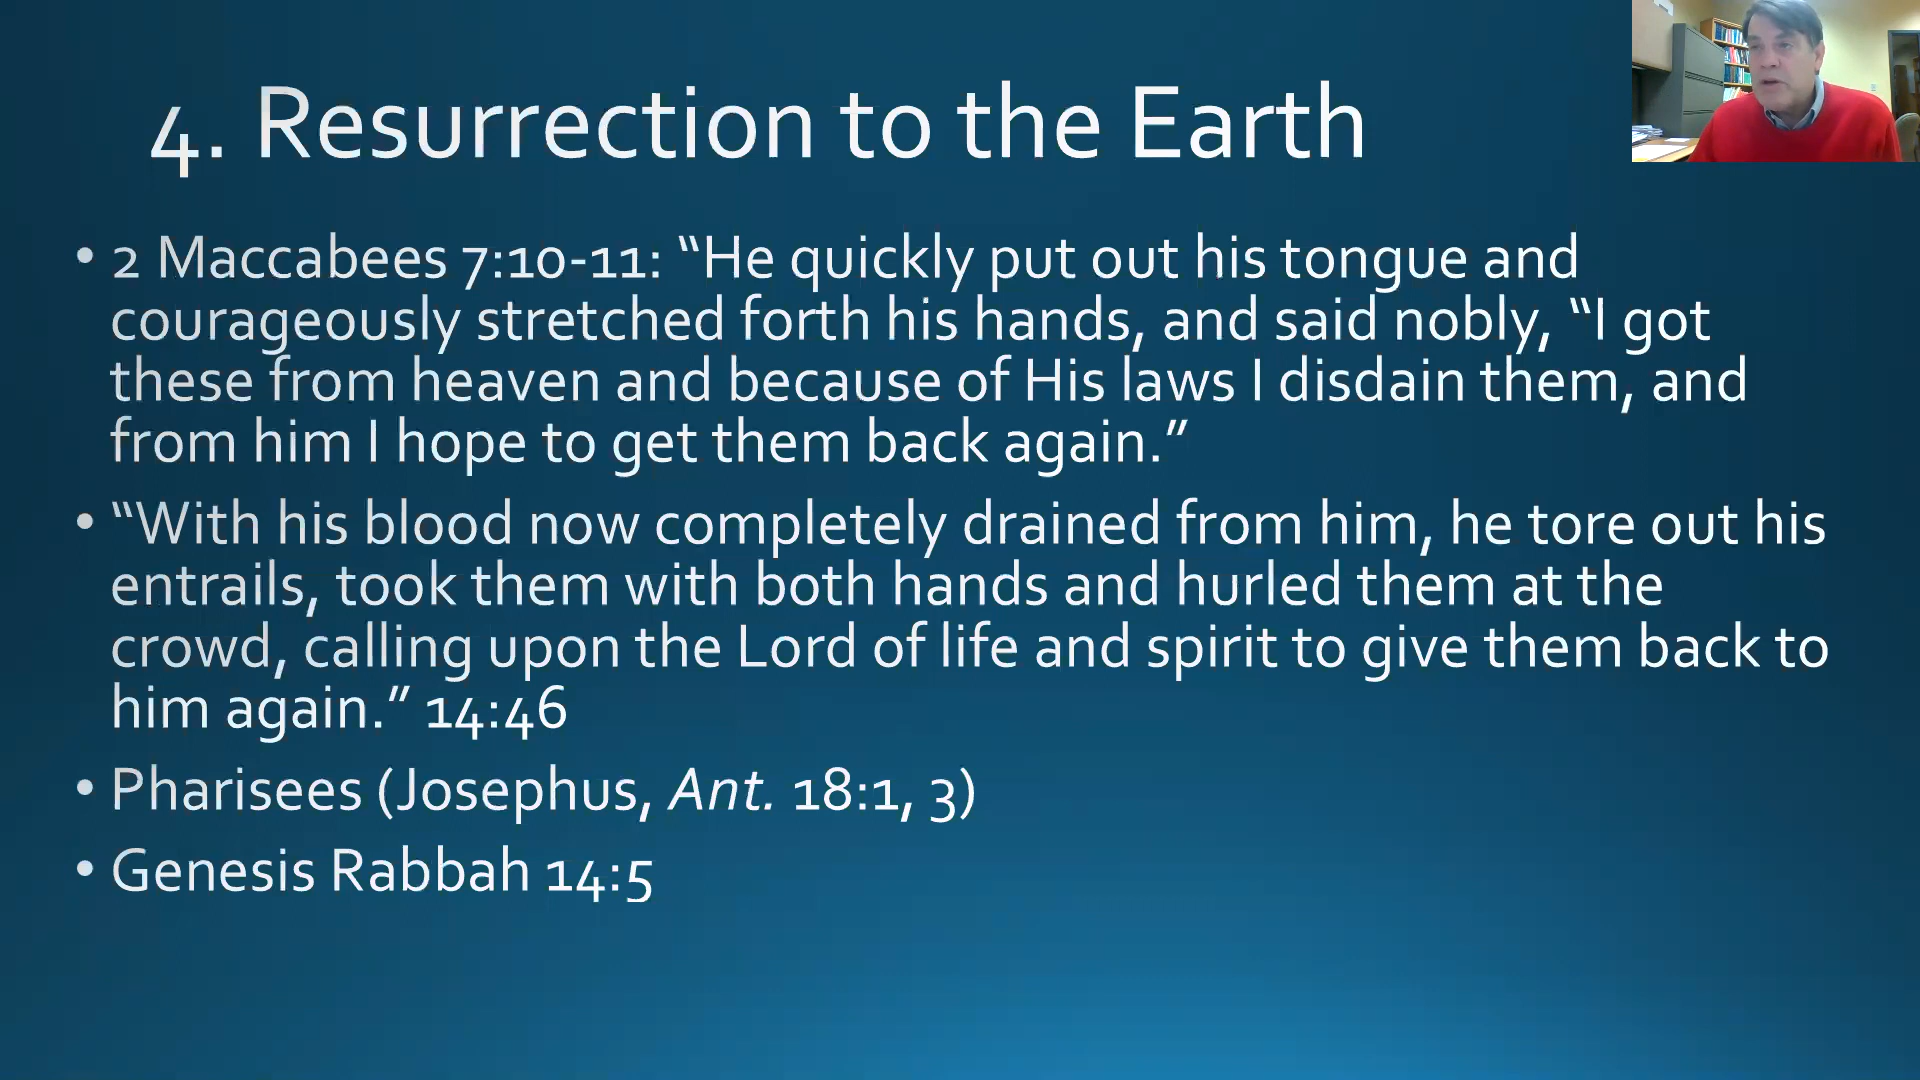 4. Resurrection to the Earth
• 2 Maccabees 7:10-11: “He quickly put out his tongue and
courageously stretched forth his hands, and said nobly, “I got
these from heaven and because of His laws I disdain them, and
from him I hope to get them back again.”
• “With his blood now completely drained from him, he tore out his
entrails, took them with both hands and hurled them at the
crowd, calling upon the Lord of life and spirit to give them back to
him again.” 14:46
• Pharisees (Josephus, Ant. 18:1, 3)
• Genesis Rabbah 14:5